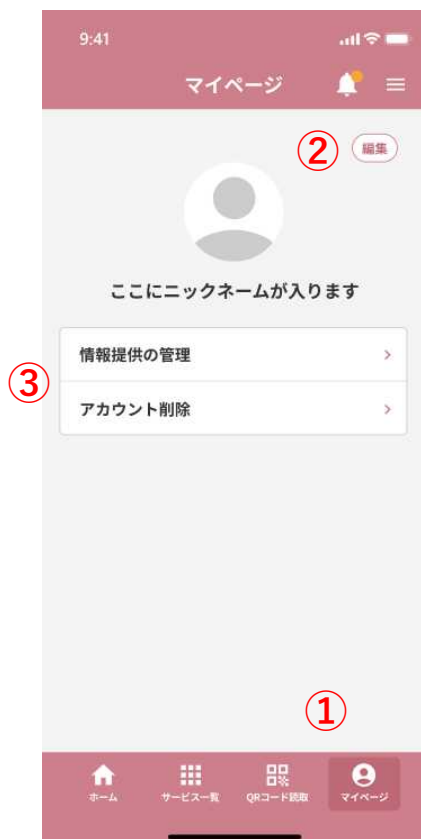 9:41
マイページ
② 編集
ここにニックネームが入ります
情報提供の管理
③
アカウント削除
①
ホーム サービス一覧 QRコード読取 マイページ